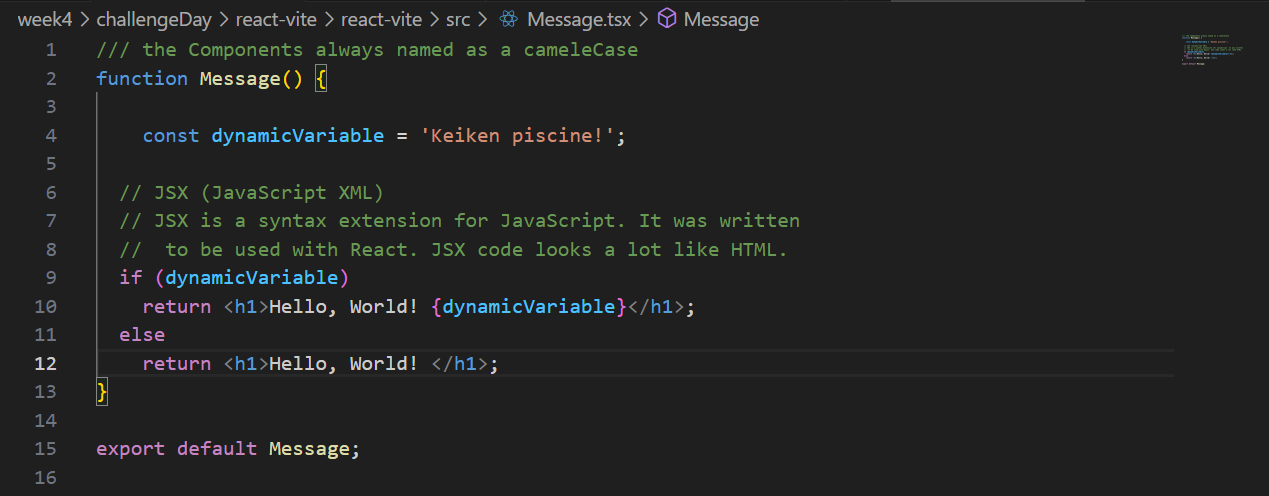 week4 > challengeDay > react-vite > react-vite > src > Message.tsx > Message
1 /// the Components always named as a cameleCase
2 function Message() {
3
4     const dynamicVariable = 'Keiken piscine!';
5
6   // JSX (JavaScript XML)
7   // JSX is a syntax extension for JavaScript. It was written
8   //  to be used with React. JSX code looks a lot like HTML.
9   if (dynamicVariable)
10     return <h1>Hello, World! {dynamicVariable}</h1>;
11   else
12     return <h1>Hello, World! </h1>;
13 }
14
15 export default Message;
16